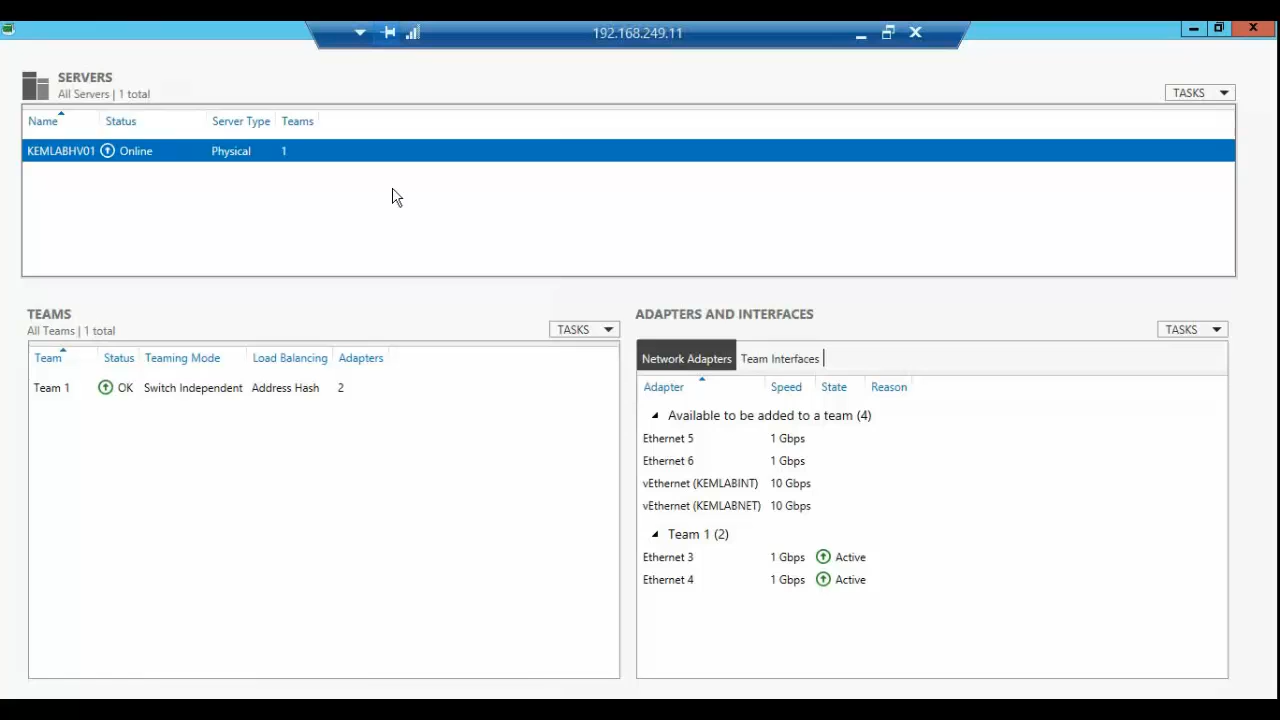 192.168.249.11
SERVERS
All Servers | 1 total
TASKS
Name Status Server Type Teams
KEMLABHV01 Online Physical 1
TEAMS
All Teams | 1 total
TASKS
Team Status Teaming Mode Load Balancing Adapters
Team 1 OK Switch Independent Address Hash 2
ADAPTERS AND INTERFACES
TASKS
Network Adapters Team Interfaces
Adapter Speed State Reason
Available to be added to a team (4)
Ethernet 5 1 Gbps
Ethernet 6 1 Gbps
vEthernet (KEMLABINT) 10 Gbps
vEthernet (KEMLABNET) 10 Gbps
Team 1 (2)
Ethernet 3 1 Gbps Active
Ethernet 4 1 Gbps Active